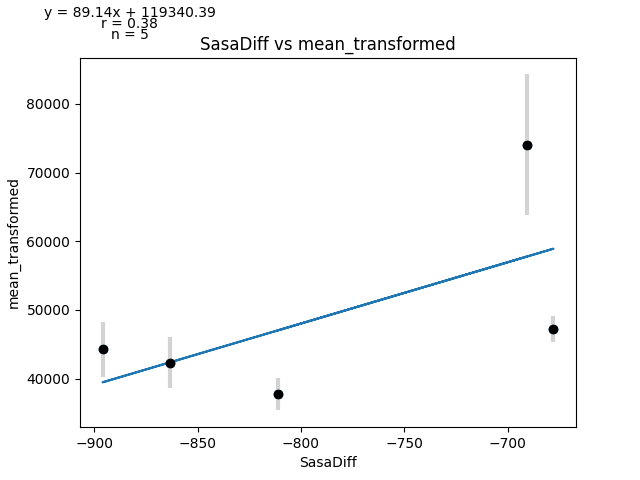 y = 89.14x + 119340.39
r = 0.38
n = 5
SasaDiff vs mean_transformed
80000
70000
60000
50000
40000
mean_transformed
−900
−850
−800
−750
−700
SasaDiff